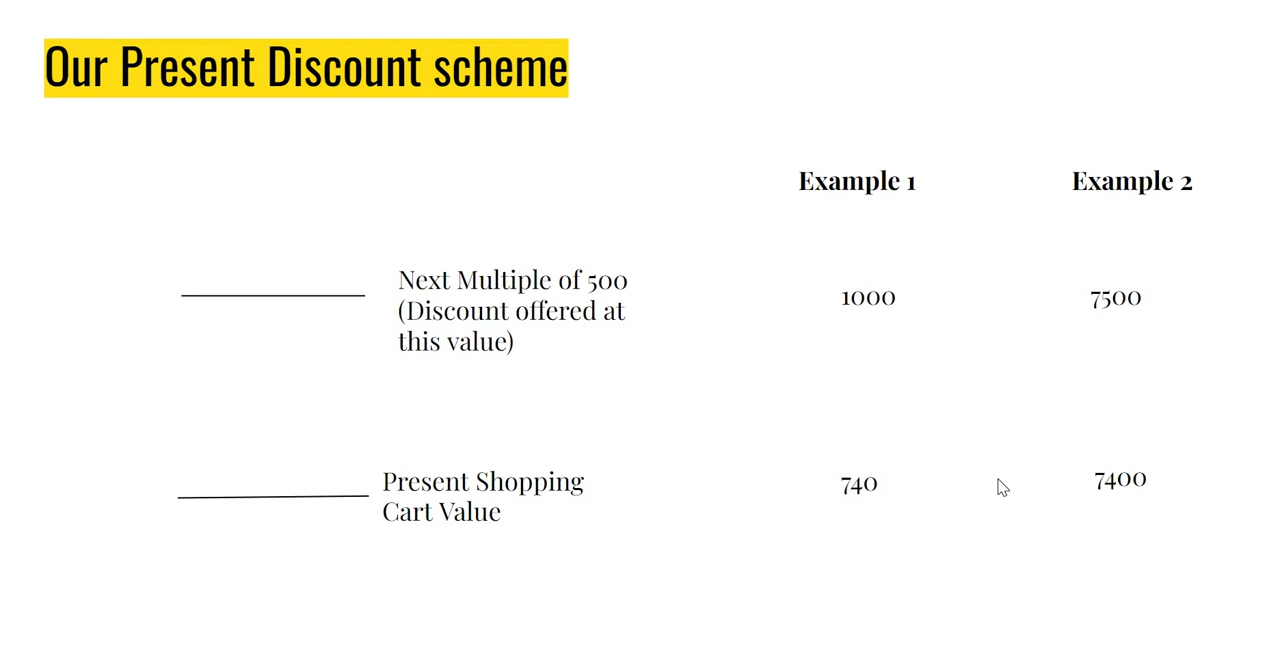 Our Present Discount scheme
Example 1
Example 2
Next Multiple of 500
(Discount offered at
this value)
1000
7500
Present Shopping
Cart Value
740
7400